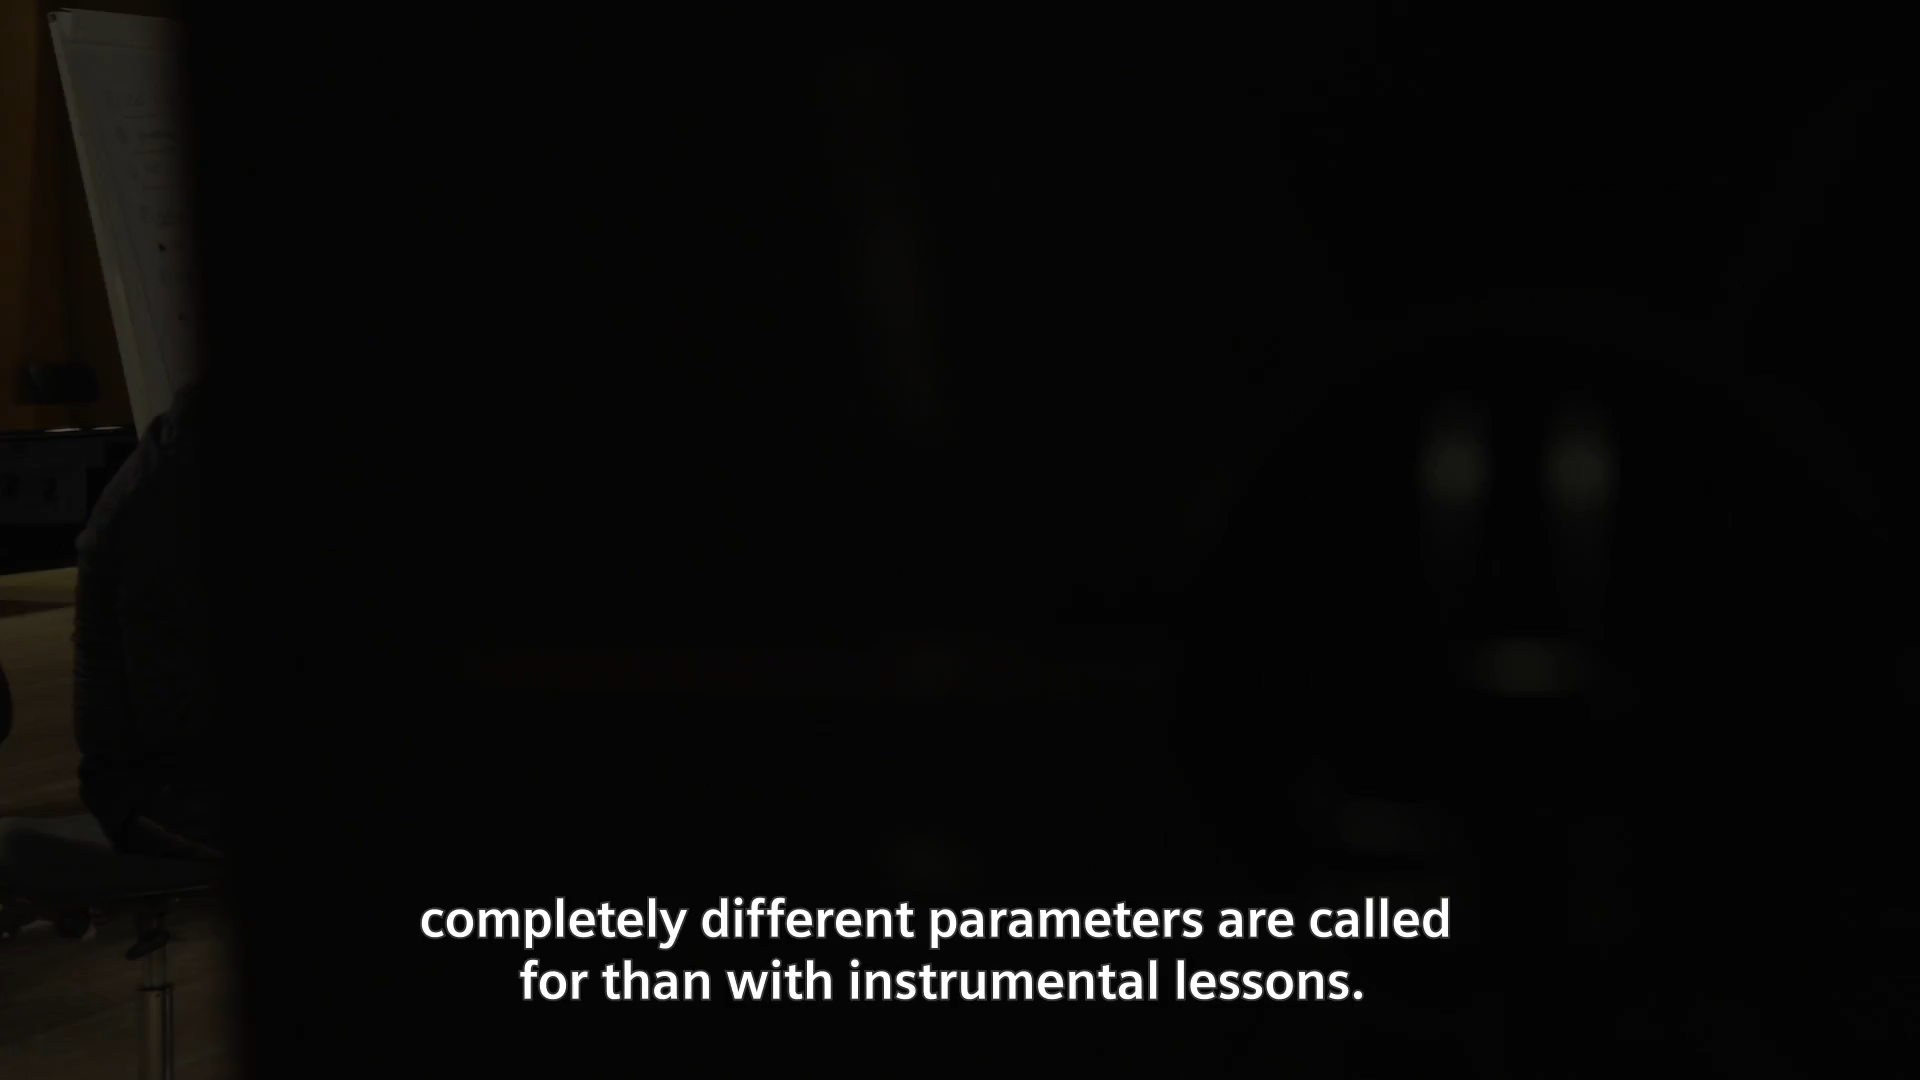 completely different parameters are called
for than with instrumental lessons.